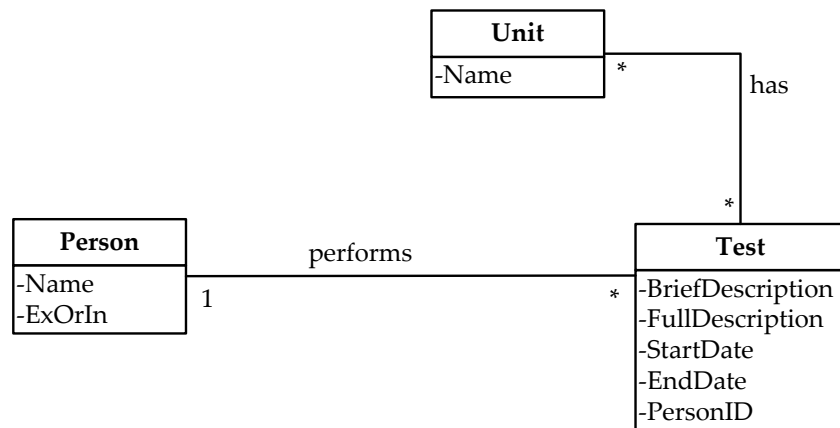 Unit
-Name
*
has
*
Person
-Name
-ExOrIn
performs
1
*
Test
-BriefDescription
-FullDescription
-StartDate
-EndDate
-PersonID